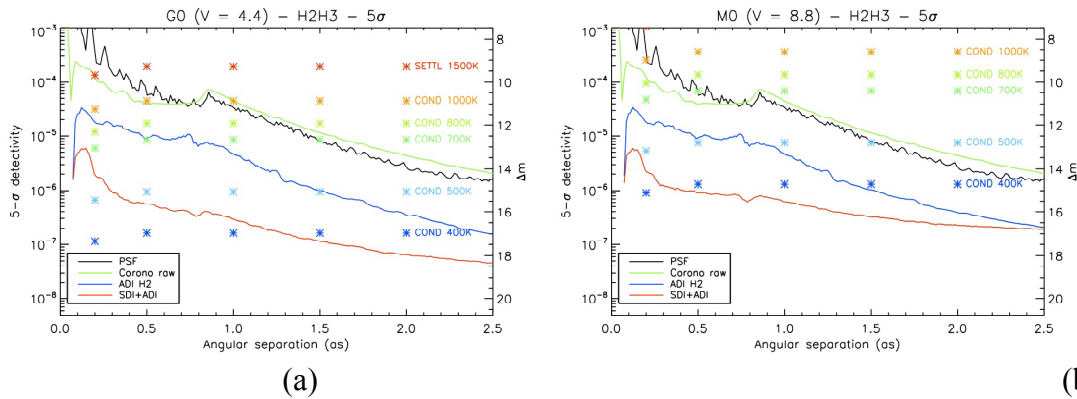 G0 (V = 4.4) - H2H3 - 5σ
10⁻³
10⁻⁴
10⁻⁵
10⁻⁶
10⁻⁷
10⁻⁸
5-σ detectivity
8
10
12
14
16
18
20
Δm
SETTL 1500K
COND 1000K
COND 800K
COND 700K
COND 500K
COND 400K
PSF
Corono raw
ADI H2
SDI+ADI
0.0 0.5 1.0 1.5 2.0 2.5
Angular separation (as)
(a)
M0 (V = 8.8) - H2H3 - 5σ
10⁻³
10⁻⁴
10⁻⁵
10⁻⁶
10⁻⁷
10⁻⁸
5-σ detectivity
8
10
12
14
16
18
20
Δm
COND 1000K
COND 800K
COND 700K
COND 500K
COND 400K
PSF
Corono raw
ADI H2
SDI+ADI
0.0 0.5 1.0 1.5 2.0 2.5
Angular separation (as)
(b